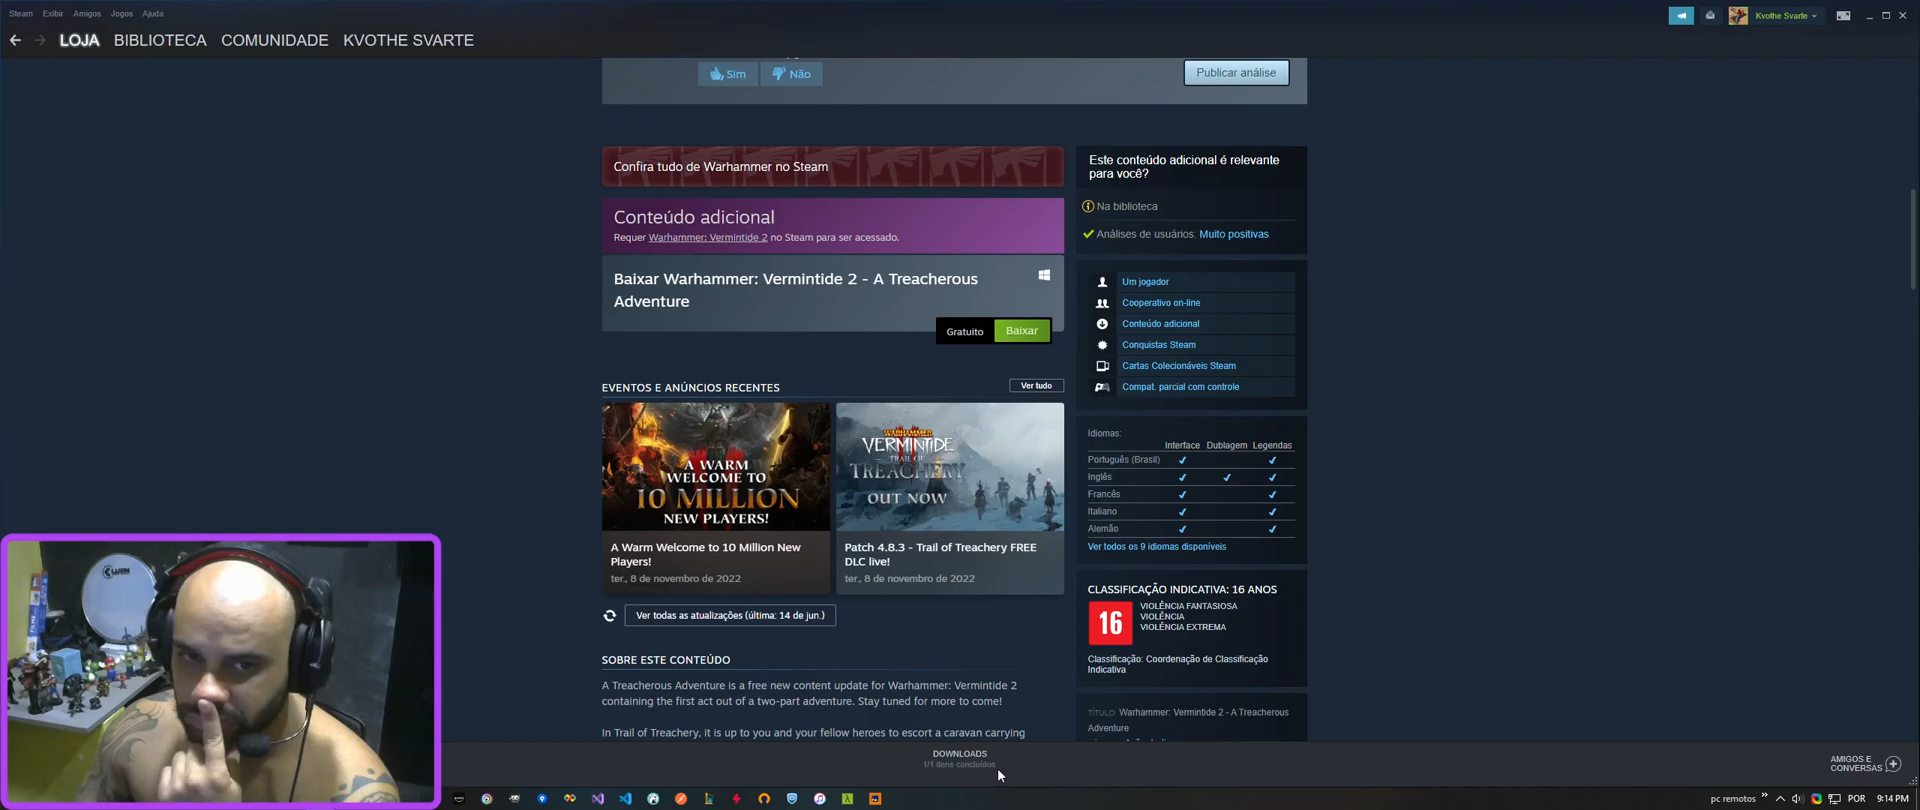 Steam Exibir Amigos Jogos Ajuda
Kvothe Svarte
LOJA BIBLIOTECA COMUNIDADE KVOTHE SVARTE
Sim Não
Publicar análise
Confira tudo de Warhammer no Steam
Conteúdo adicional
Requer Warhammer: Vermintide 2 no Steam para ser acessado.
Baixar Warhammer: Vermintide 2 - A Treacherous
Adventure
Gratuito Baixar
EVENTOS E ANÚNCIOS RECENTES Ver tudo
A WARM
WELCOME TO
10 MILLION
NEW PLAYERS!
WARHAMMER
VERMINTIDE
TRAIL OF
TREACHERY
OUT NOW
A Warm Welcome to 10 Million New
Players!
ter., 8 de novembro de 2022
Patch 4.8.3 - Trail of Treachery FREE
DLC live!
ter., 8 de novembro de 2022
Ver todas as atualizações (última: 14 de jun.)
SOBRE ESTE CONTEÚDO
A Treacherous Adventure is a free new content update for Warhammer: Vermintide 2
containing the first act out of a two-part adventure. Stay tuned for more to come!
In Trail of Treachery, it is up to you and your fellow heroes to escort a caravan carrying
Este conteúdo adicional é relevante
para você?
Na biblioteca
Análises de usuários: Muito positivas
Um jogador
Cooperativo on-line
Conteúdo adicional
Conquistas Steam
Cartas Colecionáveis Steam
Compat. parcial com controle
Idiomas:
Interface Dublagem Legendas
Português (Brasil)
Inglês
Francês
Italiano
Alemão
Ver todos os 9 idiomas disponíveis
CLASSIFICAÇÃO INDICATIVA: 16 ANOS
16
VIOLÊNCIA FANTASIOSA
VIOLÊNCIA
VIOLÊNCIA EXTREMA
Classificação: Coordenação de Classificação
Indicativa
TÍTULO: Warhammer: Vermintide 2 - A Treacherous
Adventure
LUEN
DOWNLOADS
1/1 itens concluídos
AMIGOS E
CONVERSAS
pc remotos POR 9:14 PM